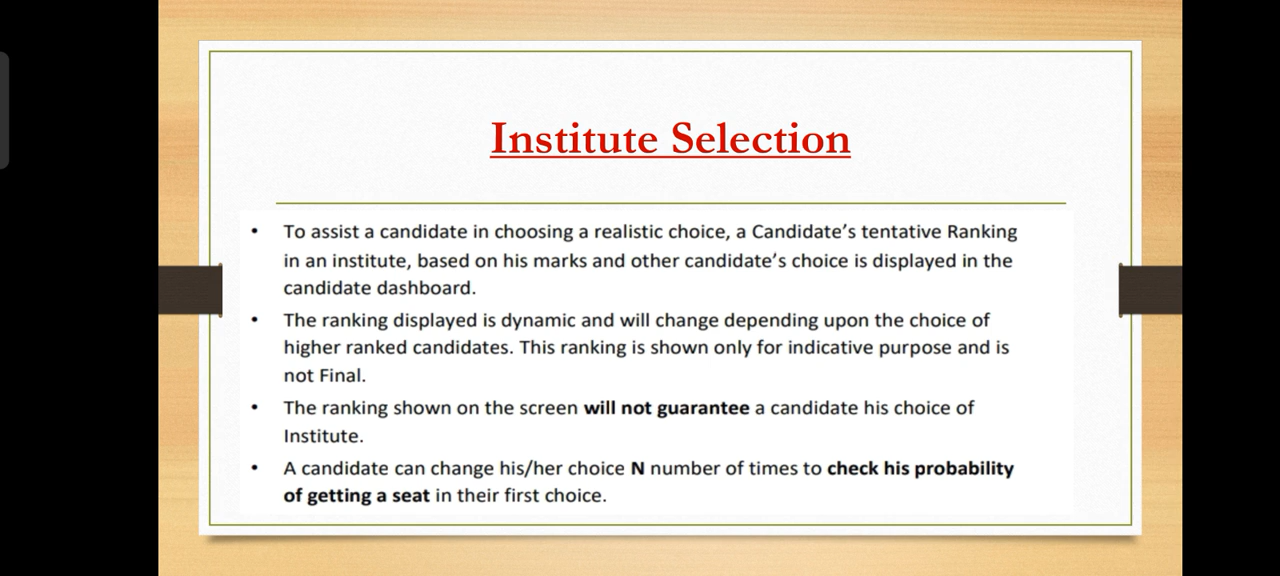 Institute Selection
• To assist a candidate in choosing a realistic choice, a Candidate’s tentative Ranking
in an institute, based on his marks and other candidate’s choice is displayed in the
candidate dashboard.
• The ranking displayed is dynamic and will change depending upon the choice of
higher ranked candidates. This ranking is shown only for indicative purpose and is
not Final.
• The ranking shown on the screen will not guarantee a candidate his choice of
Institute.
• A candidate can change his/her choice N number of times to check his probability
of getting a seat in their first choice.